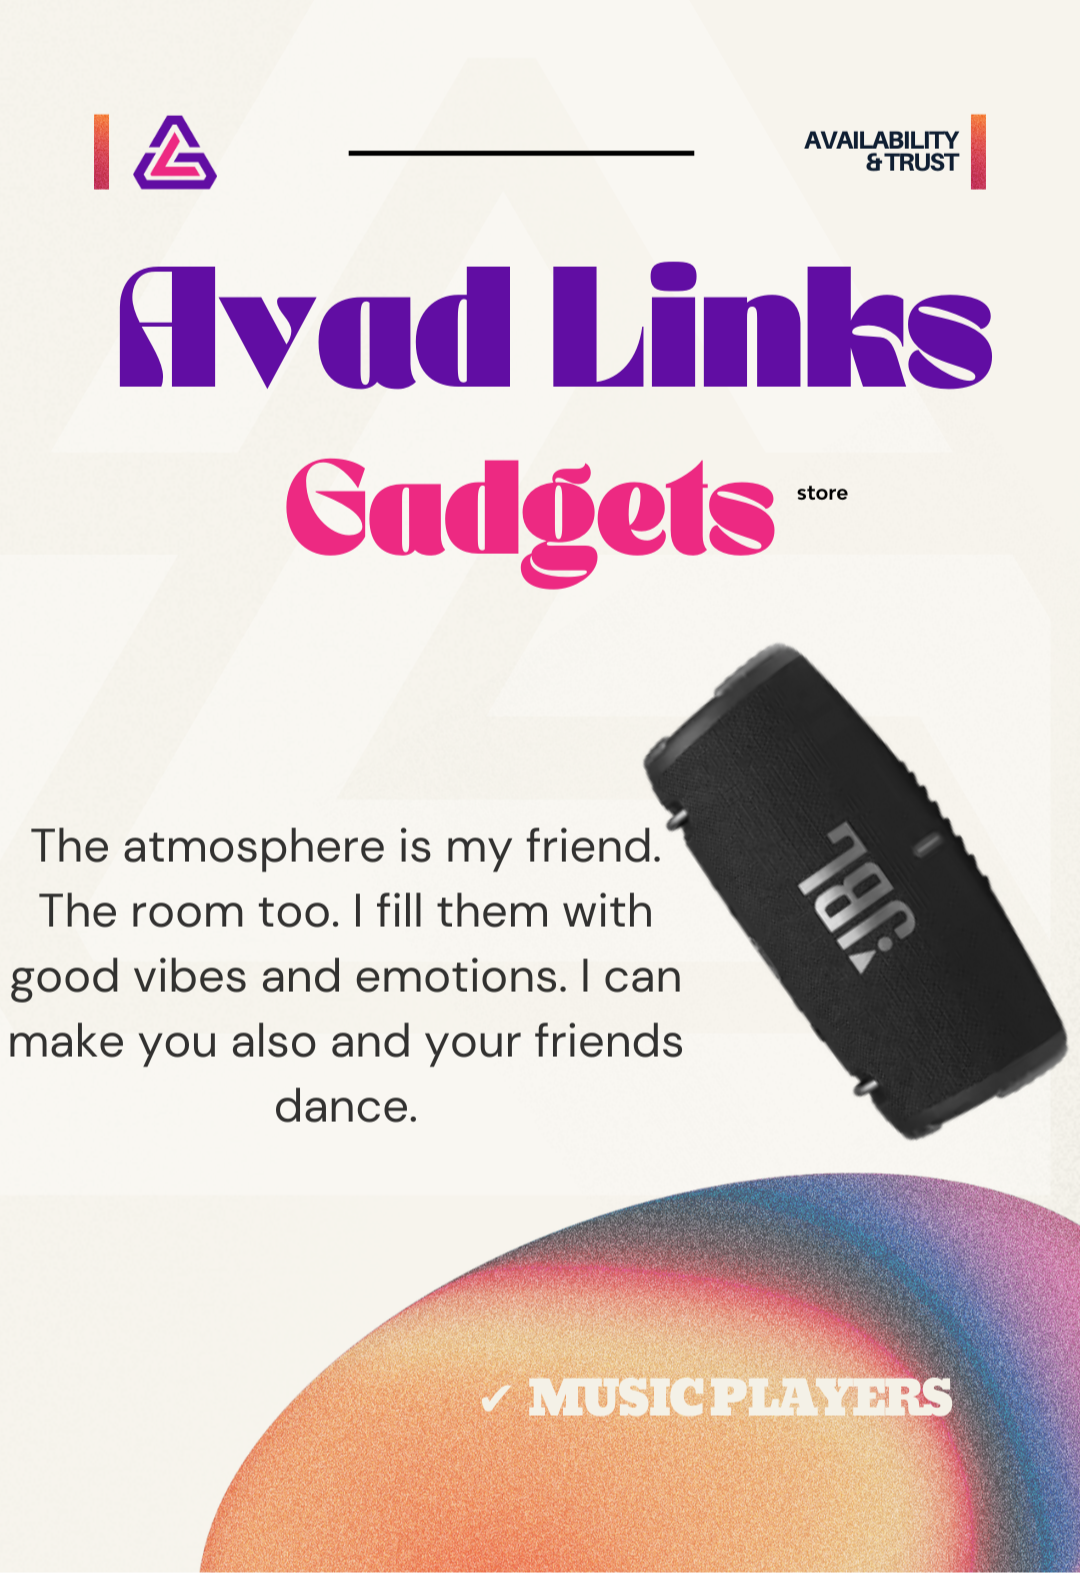 AVAILABILITY
& TRUST
Avad Links
Gadgets
store
JBL
The atmosphere is my friend.
The room too. I fill them with
good vibes and emotions. I can
make you also and your friends
dance.
✔ MUSIC PLAYERS